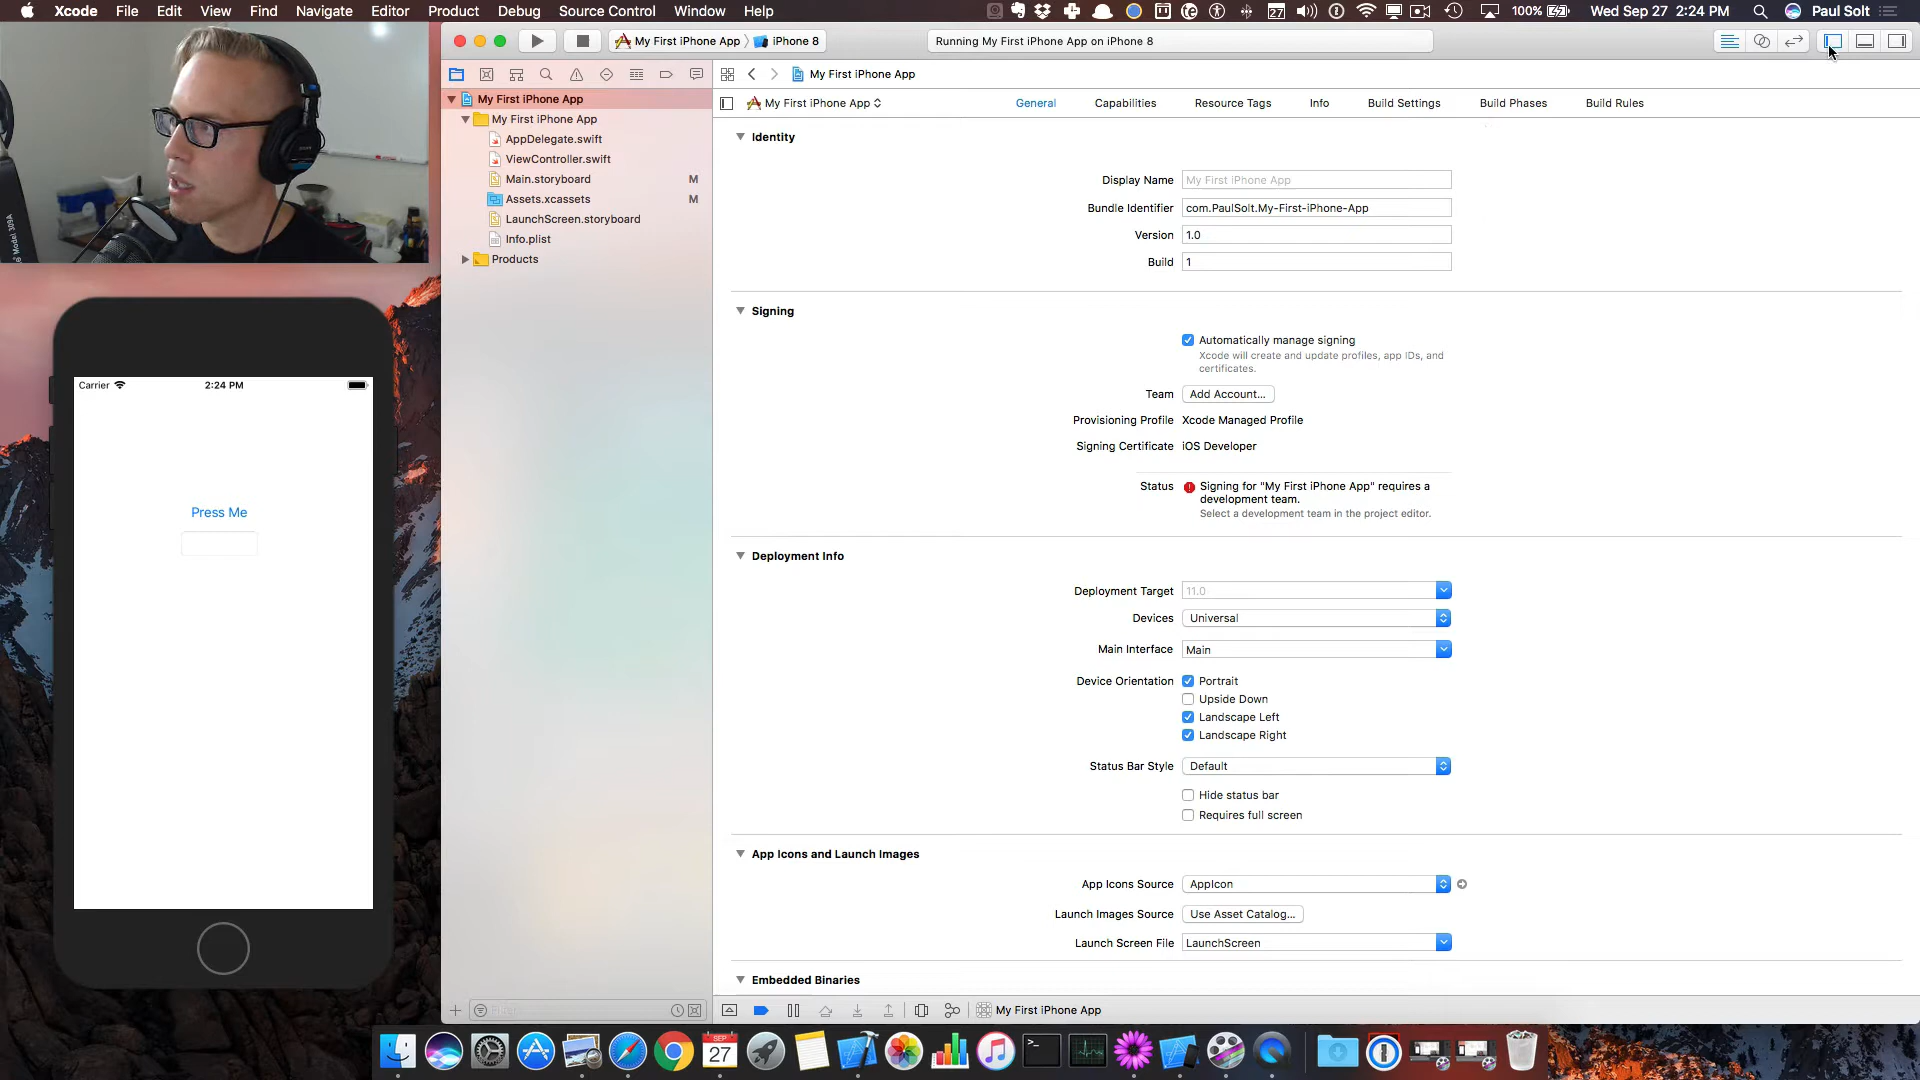 Xcode File Edit View Find Navigate Editor Product Debug Source Control Window Help
27 100% Wed Sep 27 2:24 PM Paul Solt
My First iPhone App iPhone 8
Running My First iPhone App on iPhone 8
My First iPhone App
My First iPhone App
AppDelegate.swift
ViewController.swift
Main.storyboard M
Assets.xcassets M
LaunchScreen.storyboard
Info.plist
Products
My First iPhone App
My First iPhone App
General Capabilities Resource Tags Info Build Settings Build Phases Build Rules
Identity
Display Name My First iPhone App
Bundle Identifier com.PaulSolt.My-First-iPhone-App
Version 1.0
Build 1
Signing
Automatically manage signing
Xcode will create and update profiles, app IDs, and
certificates.
Team Add Account...
Provisioning Profile Xcode Managed Profile
Signing Certificate iOS Developer
Status Signing for "My First iPhone App" requires a
development team.
Select a development team in the project editor.
Deployment Info
Deployment Target 11.0
Devices Universal
Main Interface Main
Device Orientation Portrait
Upside Down
Landscape Left
Landscape Right
Status Bar Style Default
Hide status bar
Requires full screen
App Icons and Launch Images
App Icons Source AppIcon
Launch Images Source Use Asset Catalog...
Launch Screen File LaunchScreen
Embedded Binaries
Filter
My First iPhone App
Carrier 2:24 PM
Press Me
SEP
27